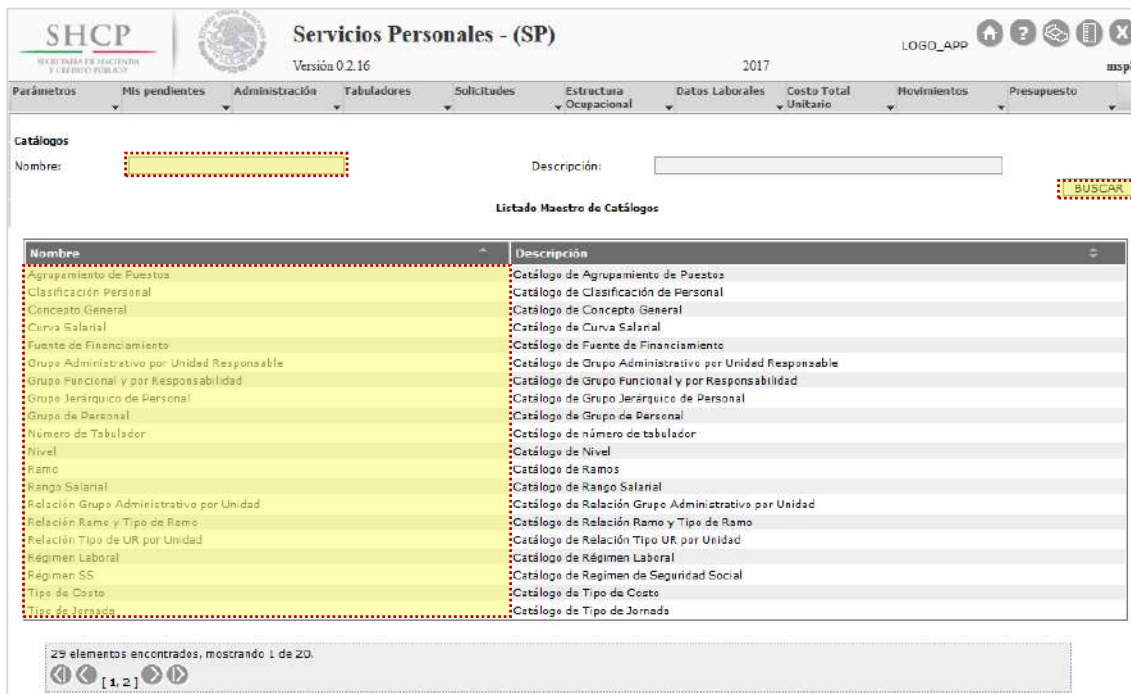 SHCP
SECRETARÍA DE HACIENDA
Y CRÉDITO PÚBLICO
Servicios Personales - (SP)
Versión 0.2.16
2017
LOGO_APP
mspi
Parámetros
Mis pendientes
Administración
Tabuladores
Solicitudes
Estructura Ocupacional
Datos Laborales
Costo Total Unitario
Movimientos
Presupuesto
Catálogos
Nombre:
Descripción:
BUSCAR
Listado Maestro de Catálogos
Nombre Descripción
Agrupamiento de Puestos Catálogo de Agrupamiento de Puestos
Clasificación Personal Catálogo de Clasificación de Personal
Concepto General Catálogo de Concepto General
Curva Salarial Catálogo de Curva Salarial
Fuente de Financiamiento Catálogo de Fuente de Financiamiento
Grupo Administrativo por Unidad Responsable Catálogo de Grupo Administrativo por Unidad Responsable
Grupo Funcional y por Responsabilidad Catálogo de Grupo Funcional y por Responsabilidad
Grupo Jerárquico de Personal Catálogo de Grupo Jerárquico de Personal
Grupo de Personal Catálogo de Grupo de Personal
Número de Tabulador Catálogo de número de tabulador
Nivel Catálogo de Nivel
Ramo Catálogo de Ramos
Rango Salarial Catálogo de Rango Salarial
Relación Grupo Administrativo por Unidad Catálogo de Relación Grupo Administrativo por Unidad
Relación Ramo y Tipo de Ramo Catálogo de Relación Ramo y Tipo de Ramo
Relación Tipo de UR por Unidad Catálogo de Relación Tipo UR por Unidad
Régimen Laboral Catálogo de Régimen Laboral
Régimen SS Catálogo de Regimen de Seguridad Social
Tipo de Costo Catálogo de Tipo de Costo
Tipo de Jornada Catálogo de Tipo de Jornada
29 elementos encontrados, mostrando 1 de 20.
[ 1, 2 ]